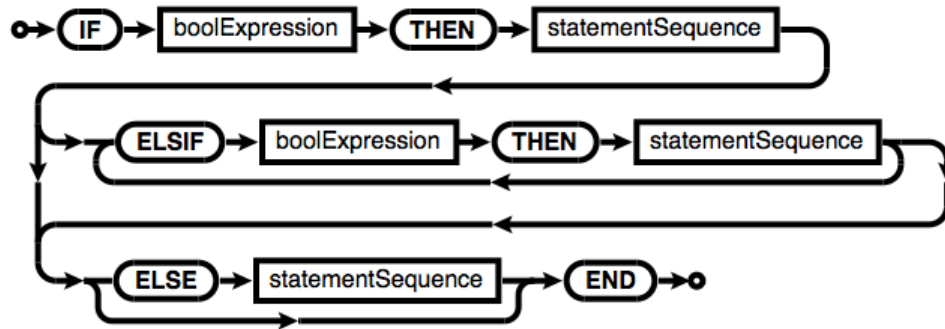 IF boolExpression THEN statementSequence
ELSIF boolExpression THEN statementSequence
ELSE statementSequence END